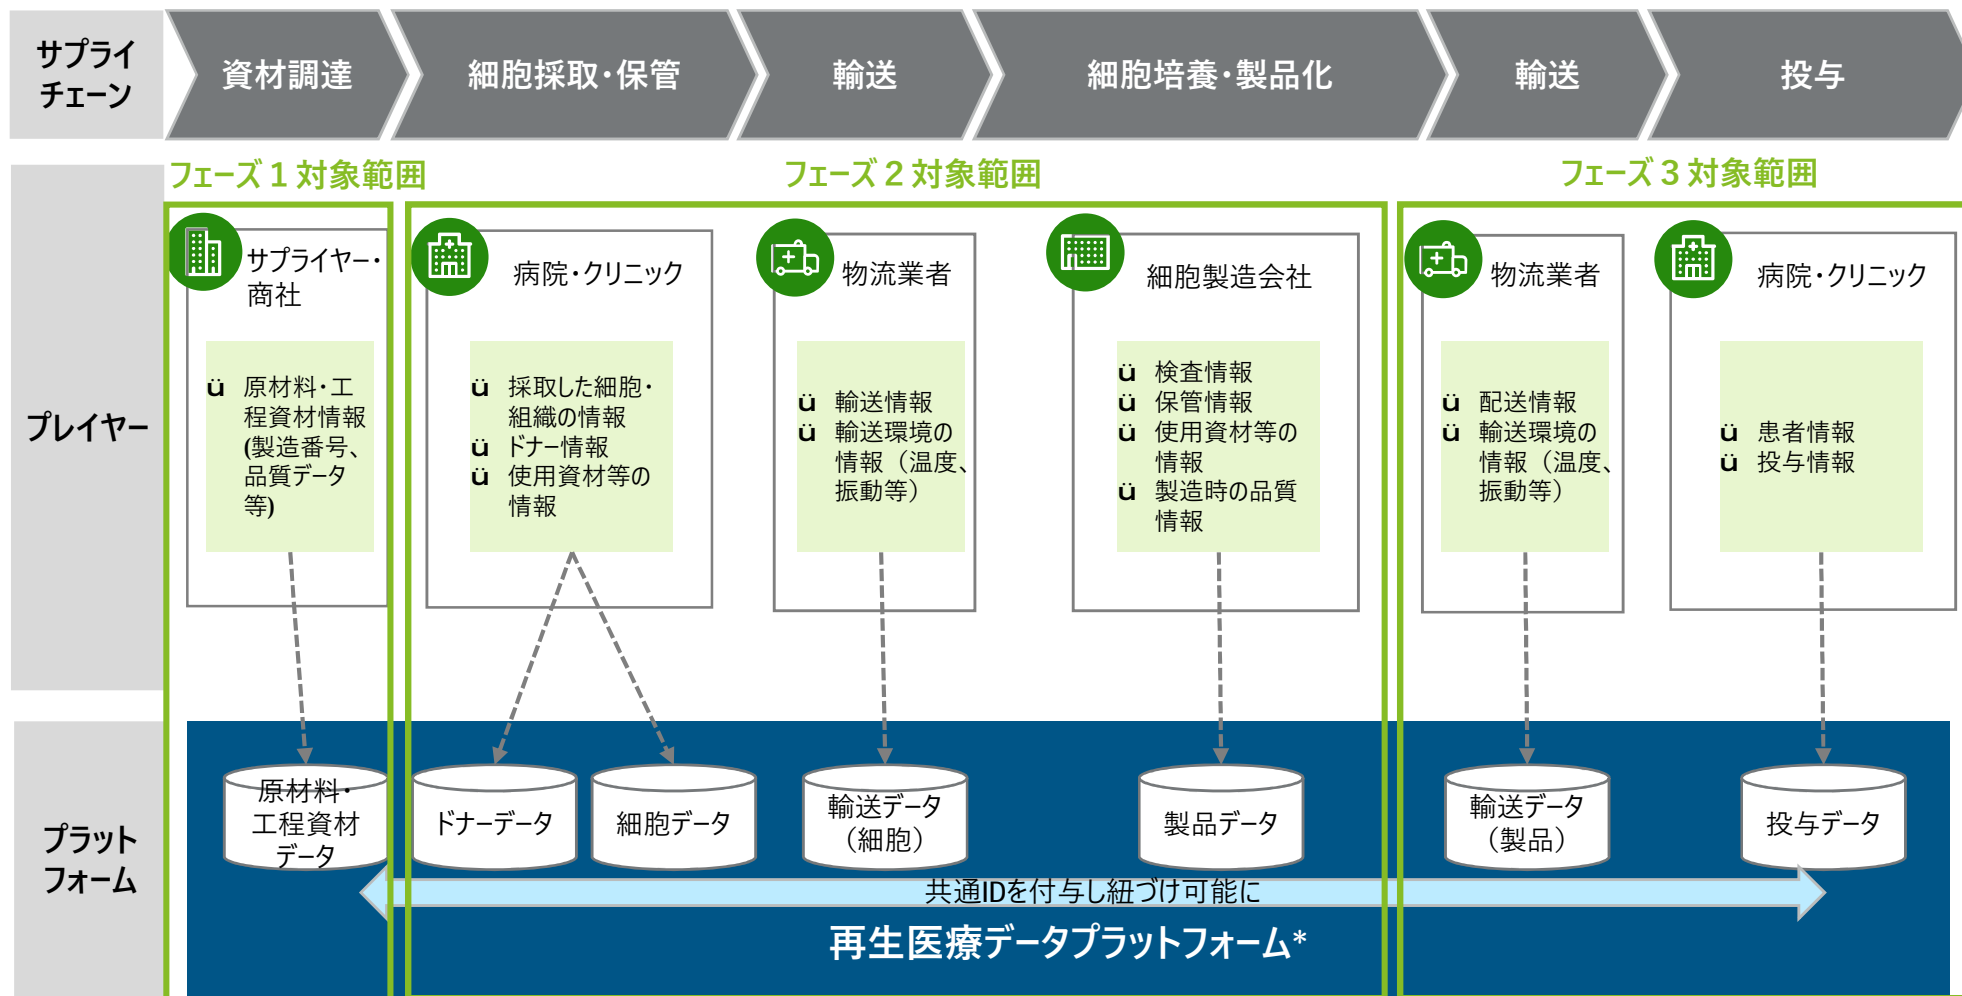 サプライ
チェーン
資材調達
細胞採取・保管
輸送
細胞培養・製品化
輸送
投与
フェーズ１対象範囲
フェーズ２対象範囲
フェーズ３対象範囲
プレイヤー
サプライヤー・
商社
ü 原材料・工
程資材情報
(製造番号、
品質データ
等)
病院・クリニック
ü 採取した細胞・
組織の情報
ü ドナー情報
ü 使用資材等の
情報
物流業者
ü 輸送情報
ü 輸送環境の
情報（温度、
振動等）
細胞製造会社
ü 検査情報
ü 保管情報
ü 使用資材等の
情報
ü 製造時の品質
情報
物流業者
ü 配送情報
ü 輸送環境の
情報（温度、
振動等）
病院・クリニック
ü 患者情報
ü 投与情報
プラット
フォーム
原材料・
工程資材
データ
ドナーデータ
細胞データ
輸送データ
（細胞）
製品データ
輸送データ
（製品）
投与データ
共通IDを付与し紐づけ可能に
再生医療データプラットフォーム*